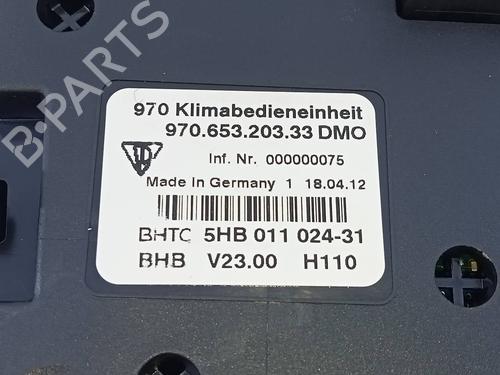 970 Klimabedieneinheit
970.653.203.33 DMO
Inf. Nr. 000000075
Made In Germany 1 18.04.12
BHTC 5HB 011 024-31
BHB V23.00 H110